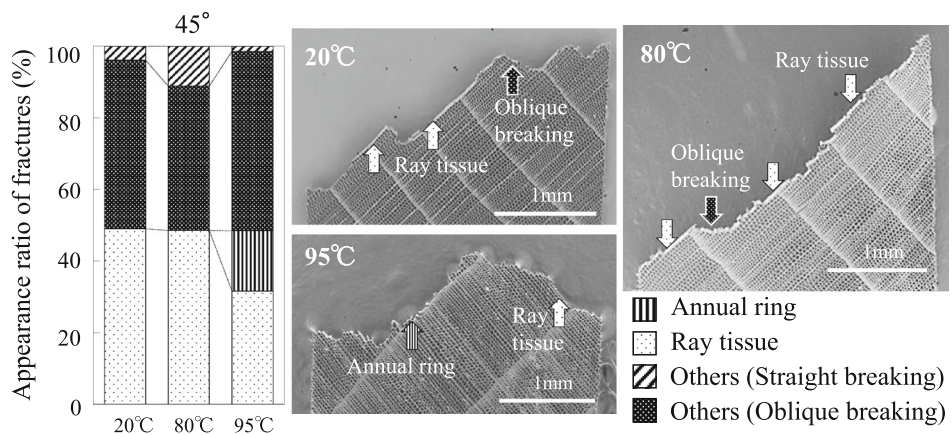 45°
Appearance ratio of fractures (%)
100
80
60
40
20
0
20℃
80℃
95℃
20℃
Oblique
breaking
Ray tissue
1mm
95℃
Ray
tissue
Annual ring
1mm
80℃
Ray tissue
Oblique
breaking
1mm
Annual ring
Ray tissue
Others (Straight breaking)
Others (Oblique breaking)